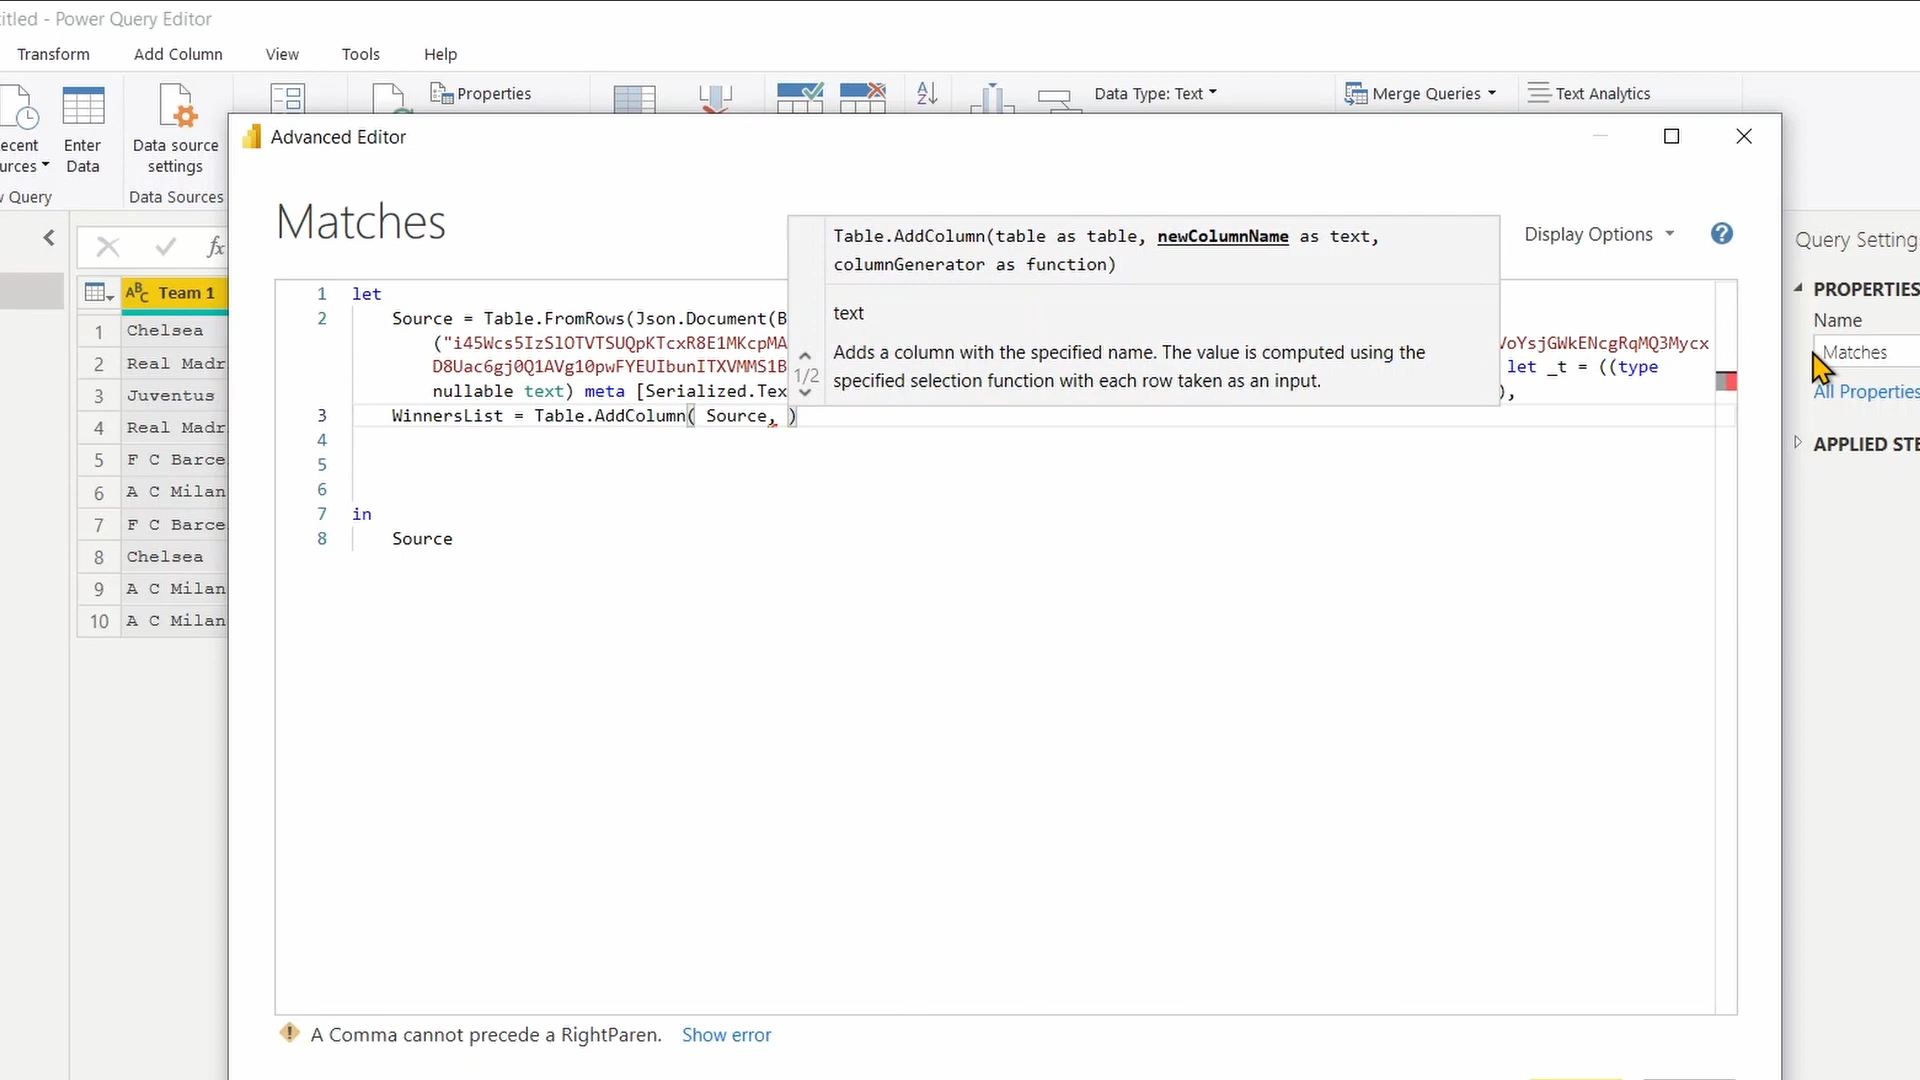 itled - Power Query Editor
Transform Add Column View Tools Help
Properties Data Type: Text Merge Queries Text Analytics
ecent Enter Data source
urces Data settings
Query Data Sources
Advanced Editor
Matches
Display Options
Query Setting
fx
Table.AddColumn(table as table, newColumnName as text,
columnGenerator as function)
text
Adds a column with the specified name. The value is computed using the
specified selection function with each row taken as an input.
1/2
ABC Team 1
1 Chelsea
2 Real Madr
3 Juventus
4 Real Madr
5 F C Barce
6 A C Milan
7 F C Barce
8 Chelsea
9 A C Milan
10 A C Milan
1 let
2 Source = Table.FromRows(Json.Document(B
("i45Wcs5IzSlOTVTSUQpKTcxR8E1MKcpMA VoYsjGWkENcgRqMQ3Mycx
D8Uac6gj0Q1AVg10pwFYEUIbunITXVMMS1B let _t = ((type
nullable text) meta [Serialized.Tex ),
3 WinnersList = Table.AddColumn( Source, )
4
5
6
7 in
8 Source
PROPERTIES
Name
Matches
All Properties
APPLIED STE
A Comma cannot precede a RightParen. Show error